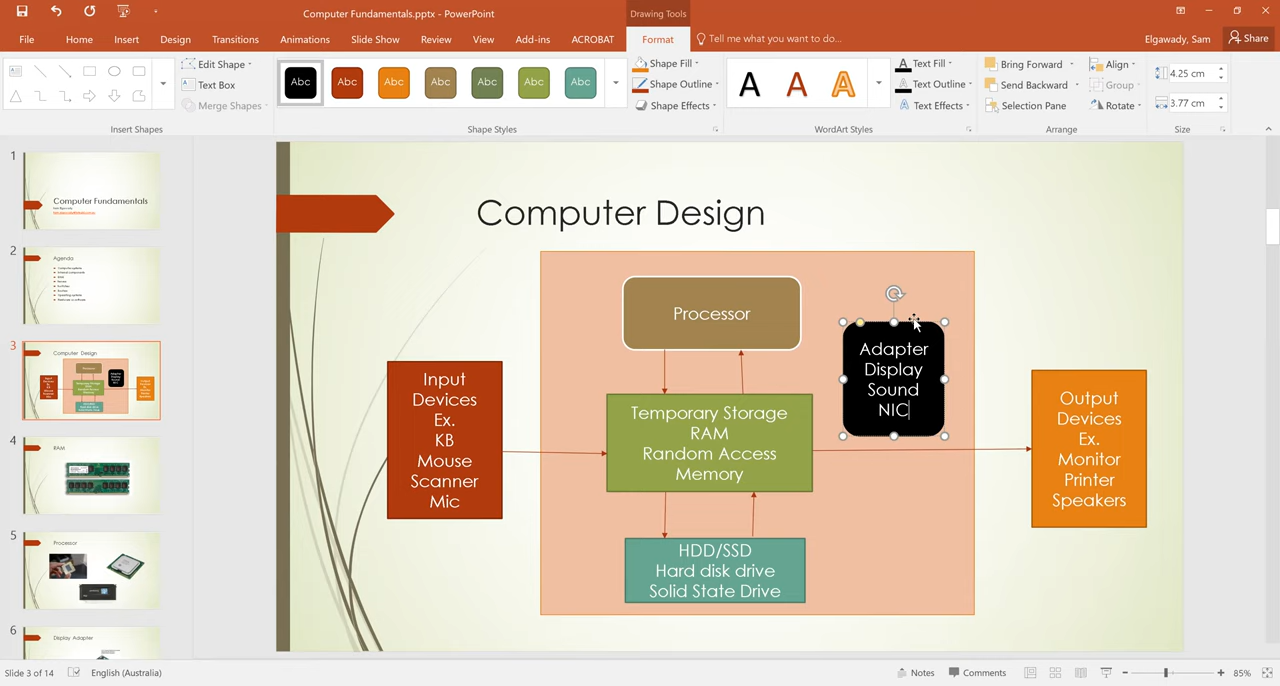 Computer Fundamentals.pptx - PowerPoint
Drawing Tools
File
Home
Insert
Design
Transitions
Animations
Slide Show
Review
View
Add-ins
ACROBAT
Format
Tell me what you want to do...
Elgawady, Sam
Share
Edit Shape
Text Box
Merge Shapes
Insert Shapes
Abc Abc Abc Abc Abc Abc Abc
Shape Fill
Shape Outline
Shape Effects
Shape Styles
A A A
Text Fill
Text Outline
Text Effects
WordArt Styles
Bring Forward
Send Backward
Selection Pane
Align
Group
Rotate
Arrange
4.25 cm
3.77 cm
Size
1
Computer Fundamentals
2
Agenda
3
Computer Design
4
RAM
5
Processor
6
Display Adapter
Computer Design
Processor
Adapter
Display
Sound
NIC
Input
Devices
Ex.
KB
Mouse
Scanner
Mic
Temporary Storage
RAM
Random Access
Memory
Output
Devices
Ex.
Monitor
Printer
Speakers
HDD/SSD
Hard disk drive
Solid State Drive
Slide 3 of 14
English (Australia)
Notes
Comments
85%